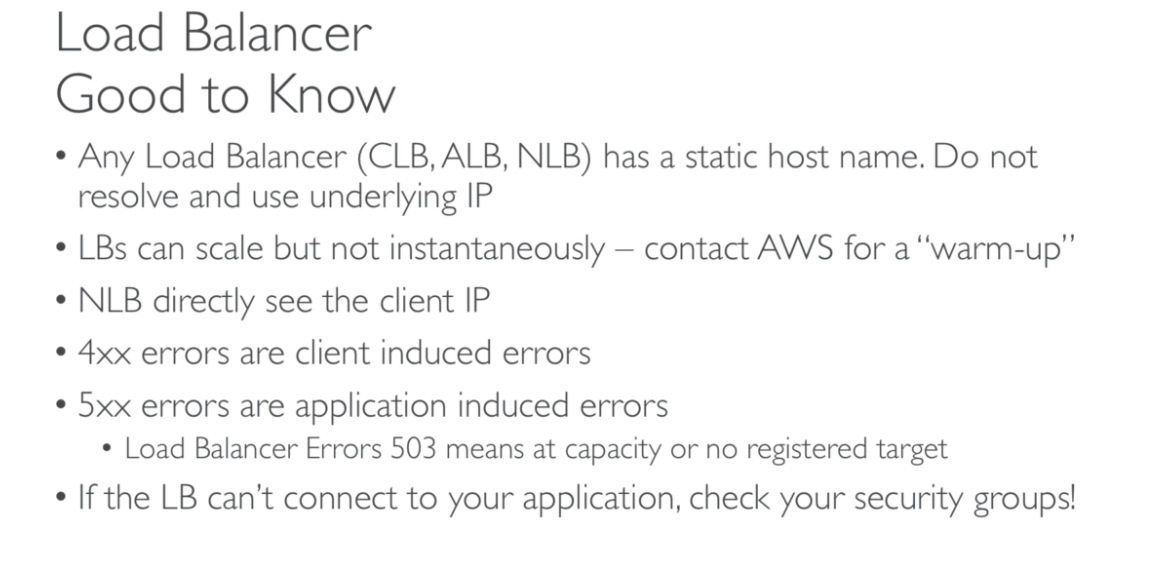 Load Balancer
Good to Know
• Any Load Balancer (CLB, ALB, NLB) has a static host name. Do not
resolve and use underlying IP
• LBs can scale but not instantaneously – contact AWS for a “warm-up”
• NLB directly see the client IP
• 4xx errors are client induced errors
• 5xx errors are application induced errors
• Load Balancer Errors 503 means at capacity or no registered target
• If the LB can’t connect to your application, check your security groups!